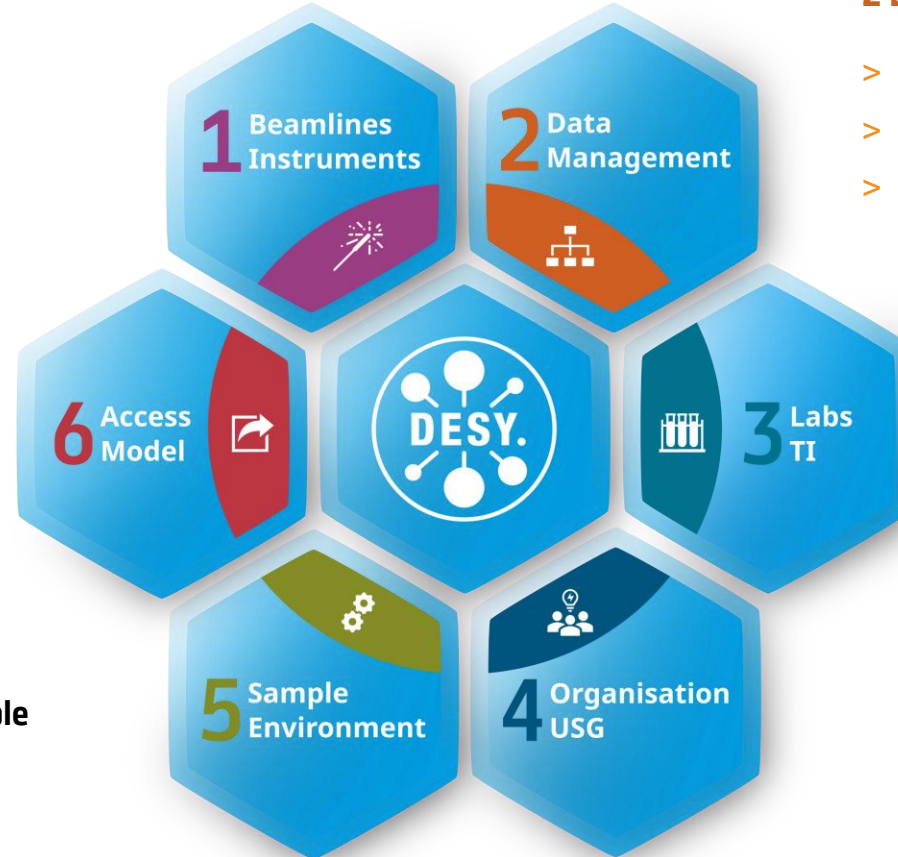 1 Beamlines
Instruments
2 Data
Management
>
>
>
6 Access
Model
DESY.
3 Labs
TI
5 Sample
Environment
4 Organisation
USG